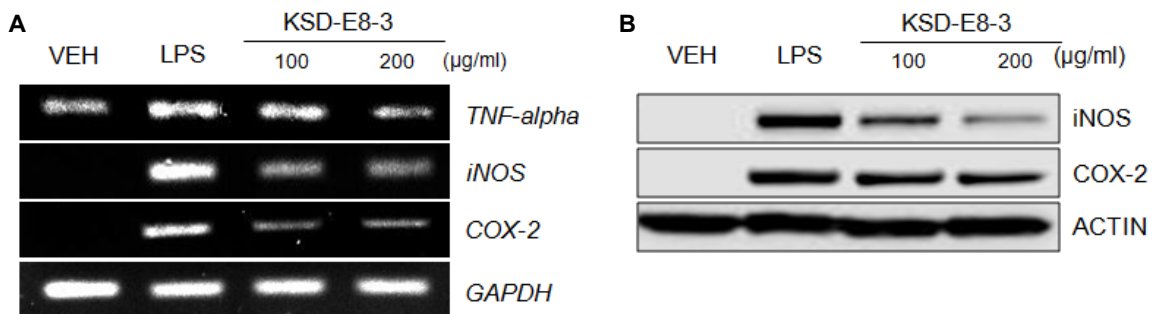 A
KSD-E8-3
VEH LPS 100 200 (μg/ml)
TNF-alpha
iNOS
COX-2
GAPDH
B
KSD-E8-3
VEH LPS 100 200 (μg/ml)
iNOS
COX-2
ACTIN